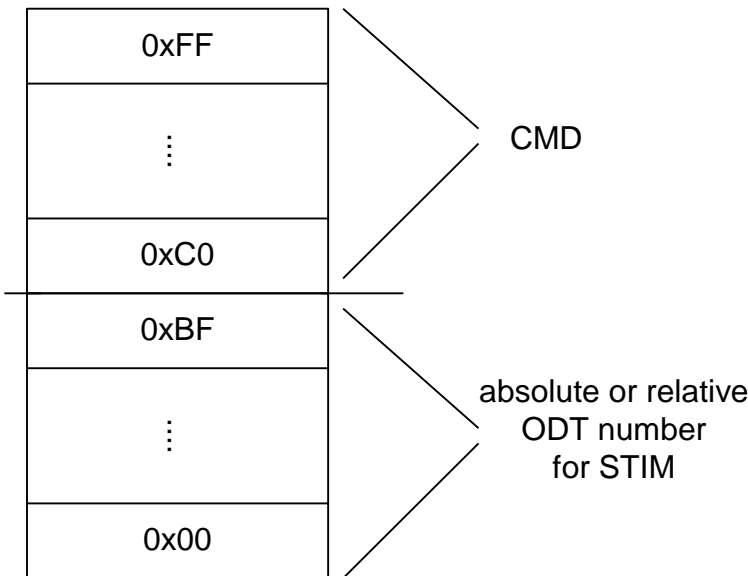 0xFF
⋮
CMD
0xC0
0xBF
⋮
absolute or relative
ODT number
for STIM
0x00